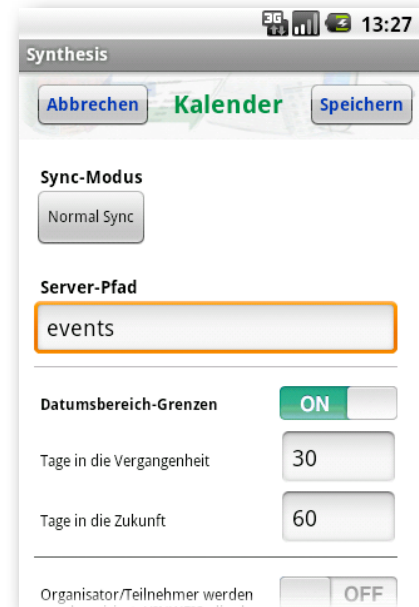 3G 13:27
Synthesis
Abbrechen Kalender Speichern
Sync-Modus
Normal Sync
Server-Pfad
events
Datumsbereich-Grenzen ON
Tage in die Vergangenheit 30
Tage in die Zukunft 60
Organisator/Teilnehmer werden OFF